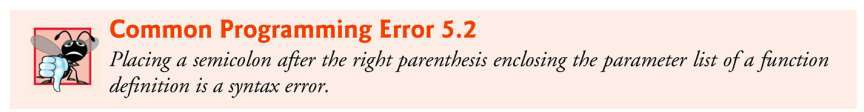 Common Programming Error 5.2
Placing a semicolon after the right parenthesis enclosing the parameter list of a function
definition is a syntax error.